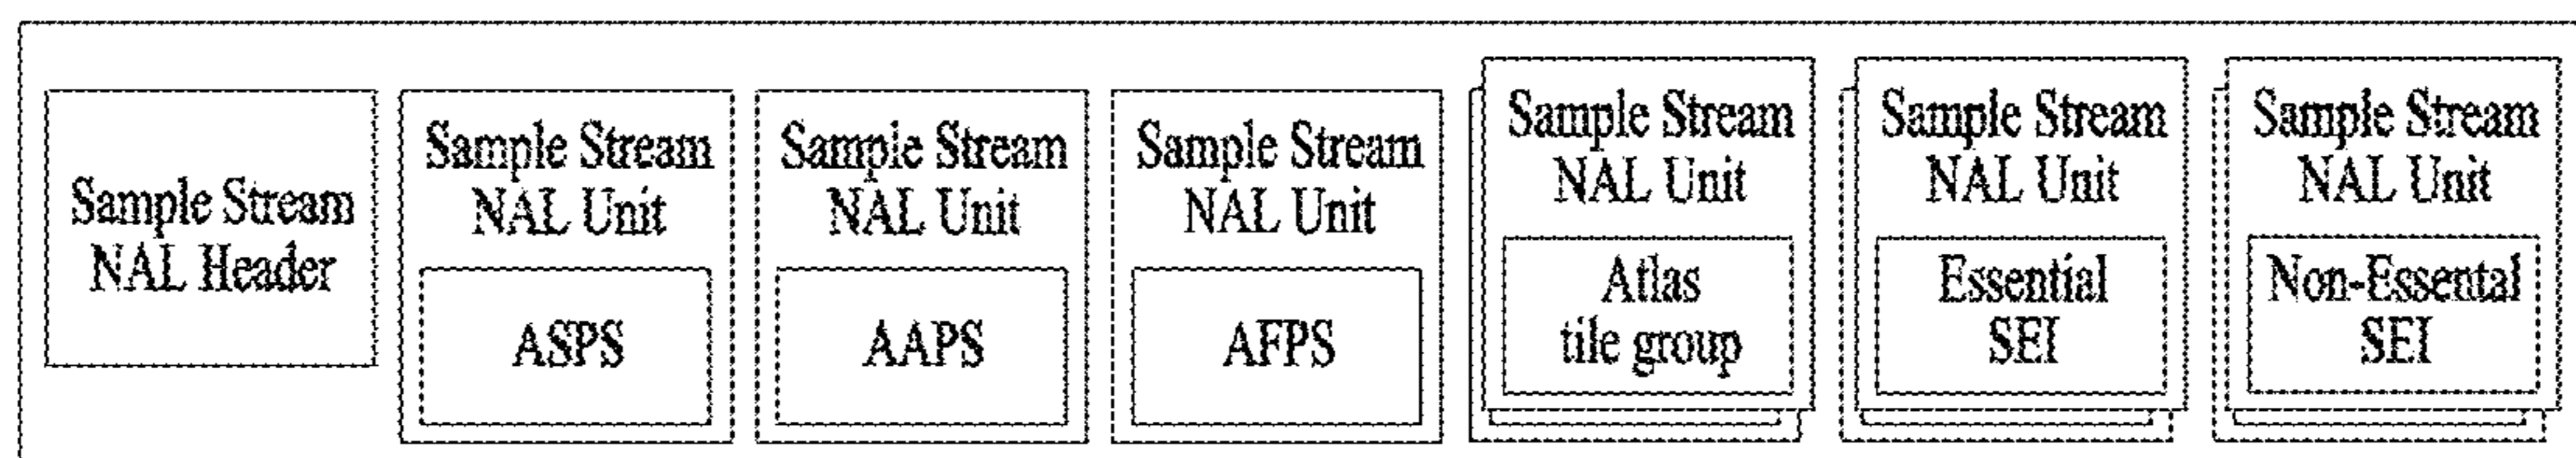 Sample Stream
NAL Header
Sample Stream
NAL Unit
ASPS
Sample Stream
NAL Unit
AAPS
Sample Stream
NAL Unit
AFPS
Sample Stream
NAL Unit
Atlas
tile group
Sample Stream
NAL Unit
Essential
SEI
Sample Stream
NAL Unit
Non-Essental
SEI